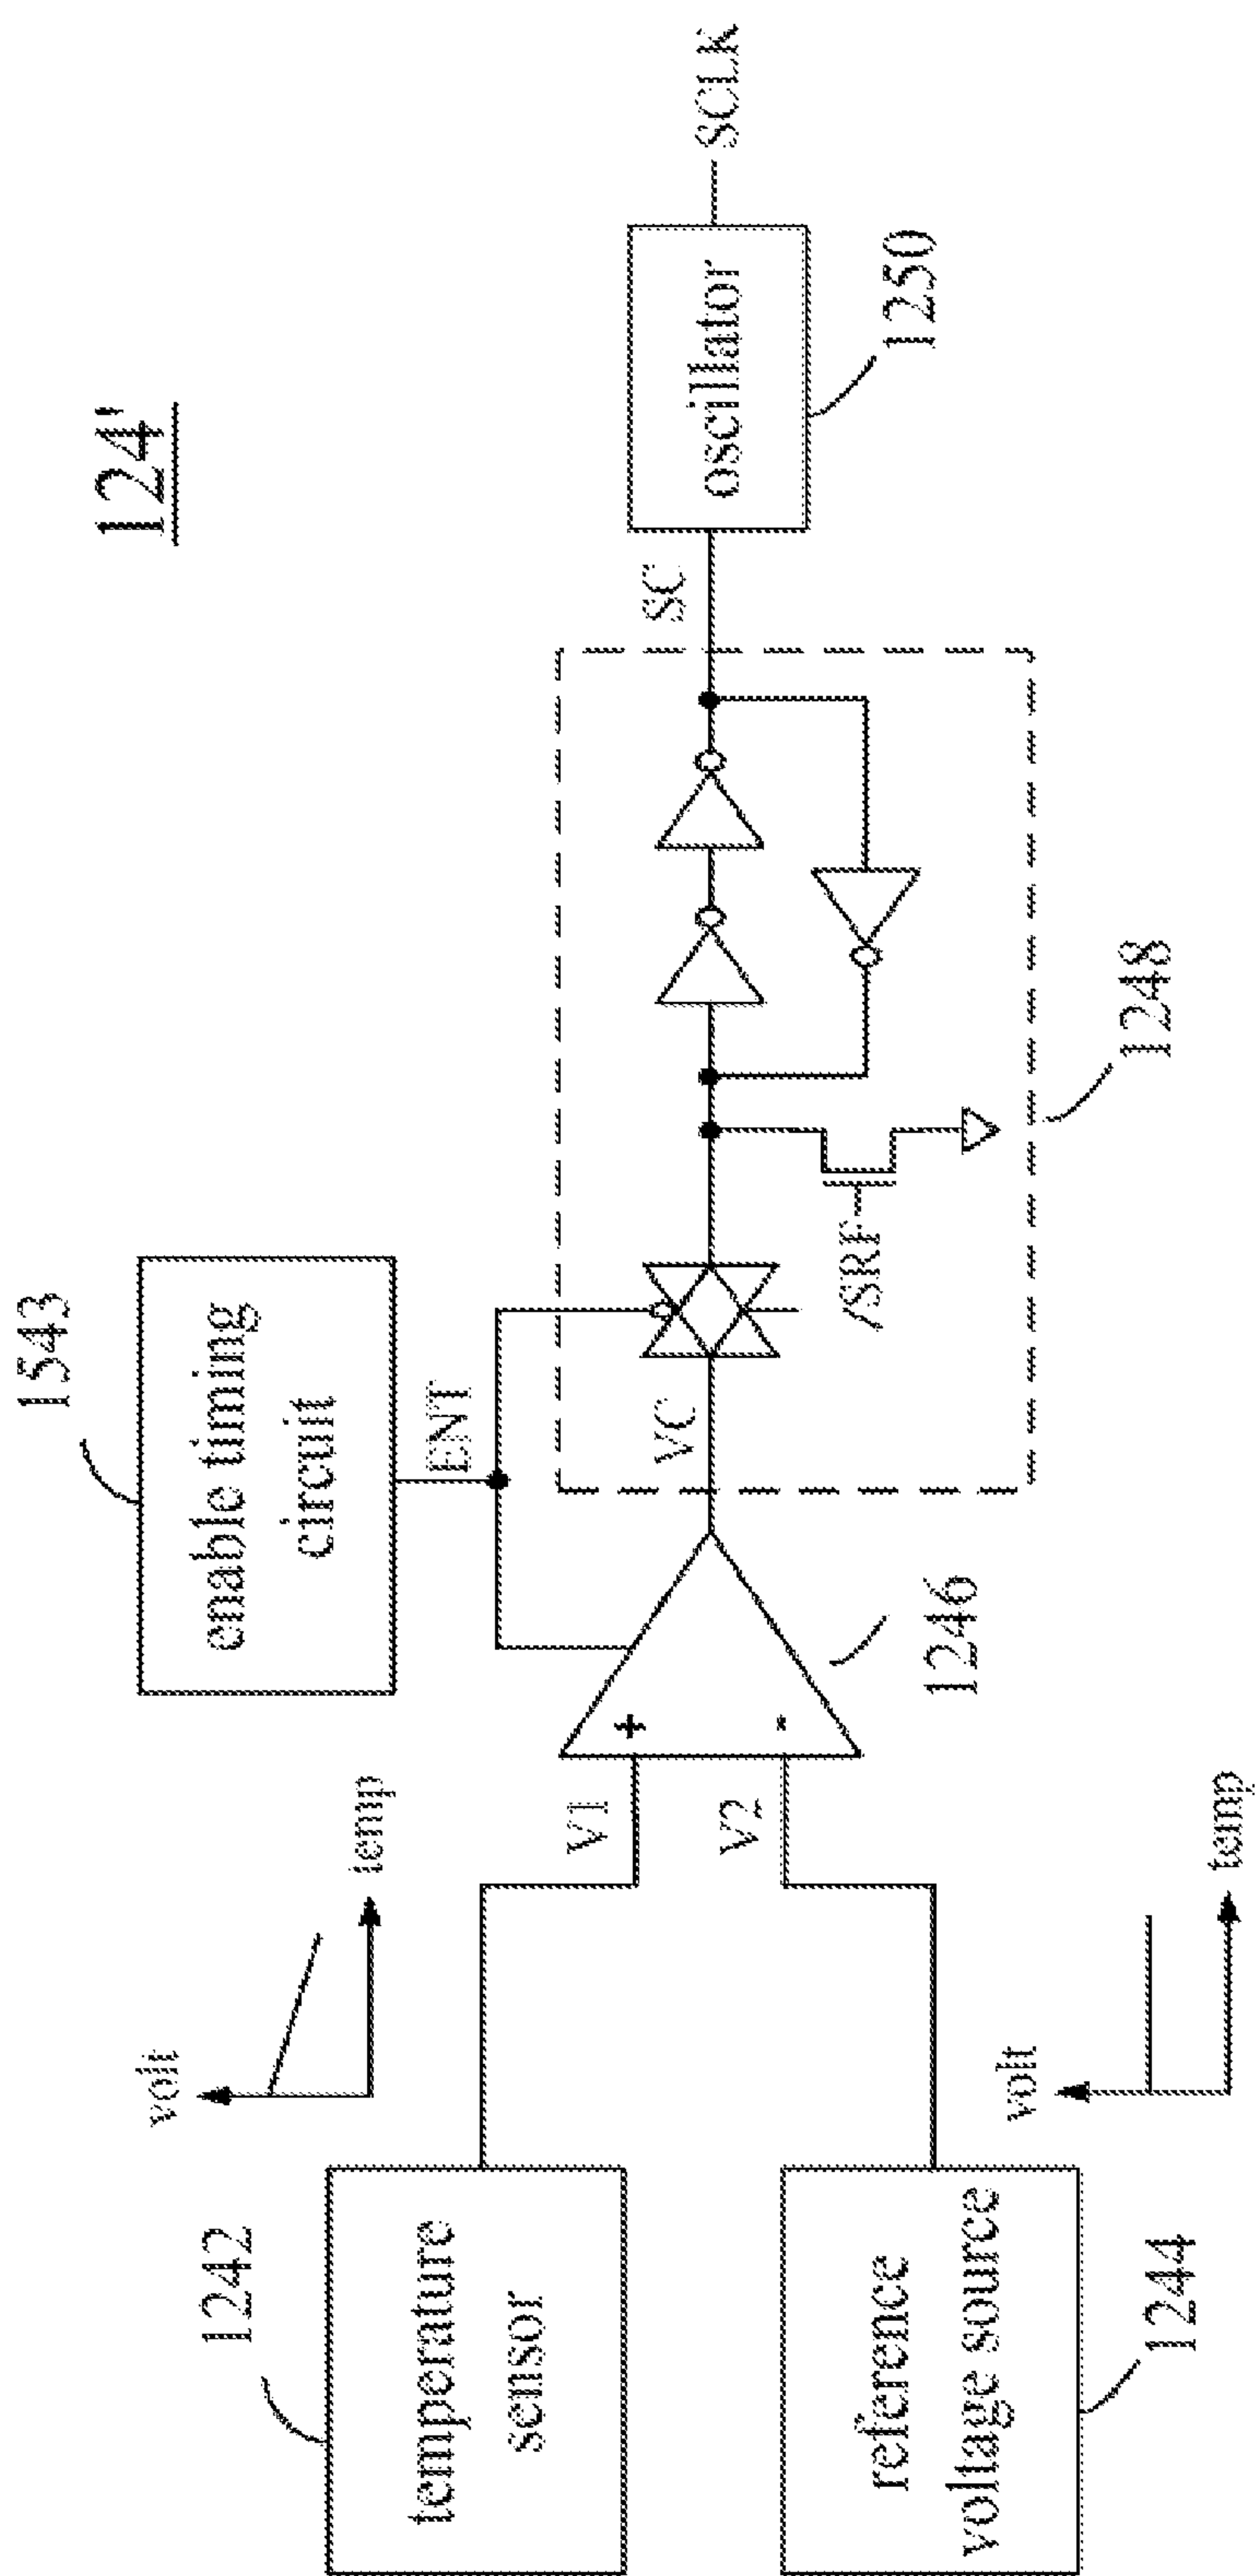 124'
1543
enable timing
circuit
ENT
1242
temperature
sensor
volt
temp
V1
+
V2
-
1246
VC
/SRF
1248
SC
oscillator
1250
SCLK
reference
voltage source
1244
volt
temp